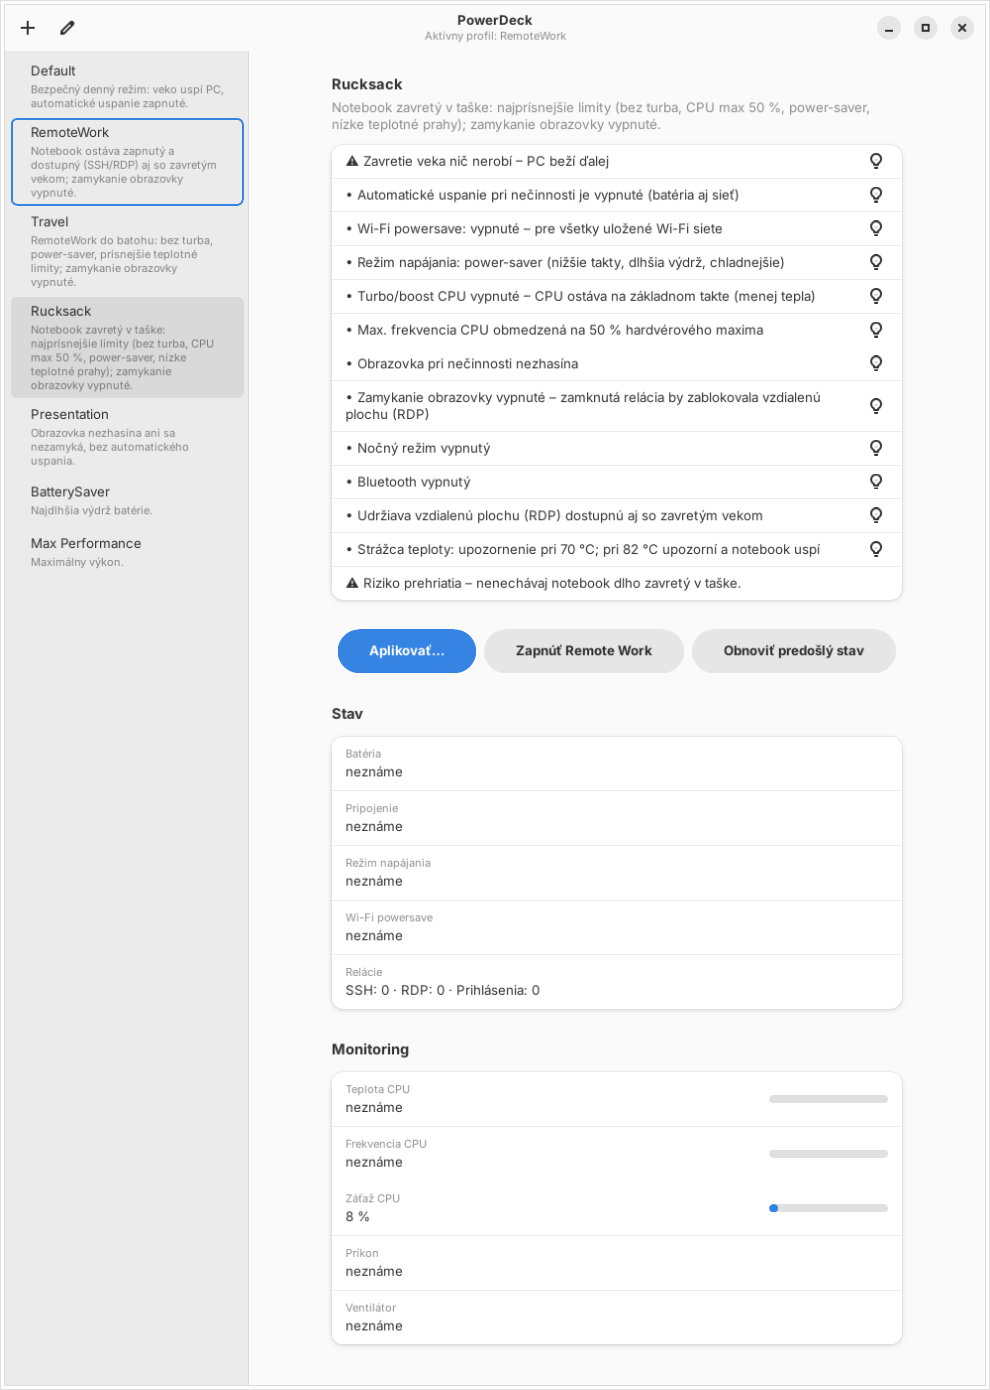 PowerDeck
Aktívny profil: RemoteWork
Default
Bezpečný denný režim: veko uspí PC,
automatické uspanie zapnuté.
RemoteWork
Notebook ostáva zapnutý a
dostupný (SSH/RDP) aj so zavretým
vekom; zamykanie obrazovky
vypnuté.
Travel
RemoteWork do batohu: bez turba,
power-saver, prísnejšie teplotné
limity; zamykanie obrazovky
vypnuté.
Rucksack
Notebook zavretý v taške:
najprísnejšie limity (bez turba, CPU
max 50 %, power-saver, nízke
teplotné prahy); zamykanie
obrazovky vypnuté.
Presentation
Obrazovka nezhasína ani sa
nezamyká, bez automatického
uspania.
BatterySaver
Najdlhšia výdrž batérie.
Max Performance
Maximálny výkon.
Rucksack
Notebook zavretý v taške: najprísnejšie limity (bez turba, CPU max 50 %, power-saver,
nízke teplotné prahy); zamykanie obrazovky vypnuté.
⚠ Zavretie veka nič nerobí – PC beží ďalej
• Automatické uspanie pri nečinnosti je vypnuté (batéria aj sieť)
• Wi-Fi powersave: vypnuté – pre všetky uložené Wi-Fi siete
• Režim napájania: power-saver (nižšie takty, dlhšia výdrž, chladnejšie)
• Turbo/boost CPU vypnuté – CPU ostáva na základnom takte (menej tepla)
• Max. frekvencia CPU obmedzená na 50 % hardvérového maxima
• Obrazovka pri nečinnosti nezhasína
• Zamykanie obrazovky vypnuté – zamknutá relácia by zablokovala vzdialenú
plochu (RDP)
• Nočný režim vypnutý
• Bluetooth vypnutý
• Udržiava vzdialenú plochu (RDP) dostupnú aj so zavretým vekom
• Strážca teploty: upozornenie pri 70 °C; pri 82 °C upozorní a notebook uspí
⚠ Riziko prehriatia – nenechávaj notebook dlho zavretý v taške.
Aplikovať…
Zapnúť Remote Work
Obnoviť predošlý stav
Stav
Batéria
neznáme
Pripojenie
neznáme
Režim napájania
neznáme
Wi-Fi powersave
neznáme
Relácie
SSH: 0 · RDP: 0 · Prihlásenia: 0
Monitoring
Teplota CPU
neznáme
Frekvencia CPU
neznáme
Záťaž CPU
8 %
Príkon
neznáme
Ventilátor
neznáme